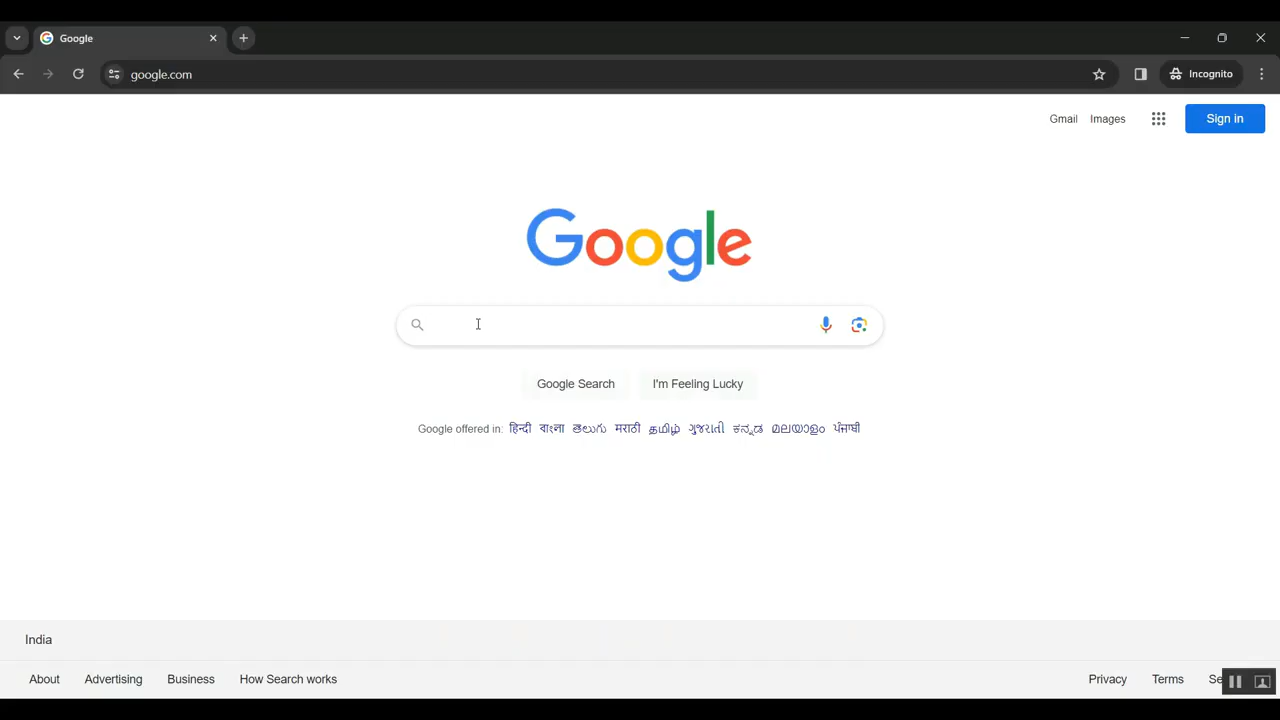 Google
google.com
Incognito
Gmail Images Sign in
Google
Google Search I'm Feeling Lucky
Google offered in: हिन्दी বাংলা తెలుగు मराठी தமிழ் ગુજરાતી ಕನ್ನಡ മലയാളം ਪੰਜਾਬੀ
India
About Advertising Business How Search works Privacy Terms Se